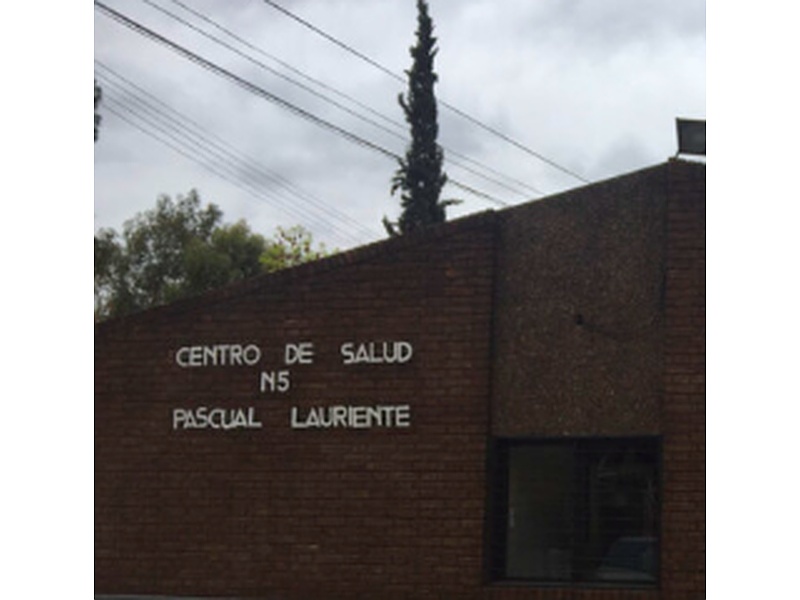 CENTRO DE SALUD
N5
PASCUAL LAURIENTE